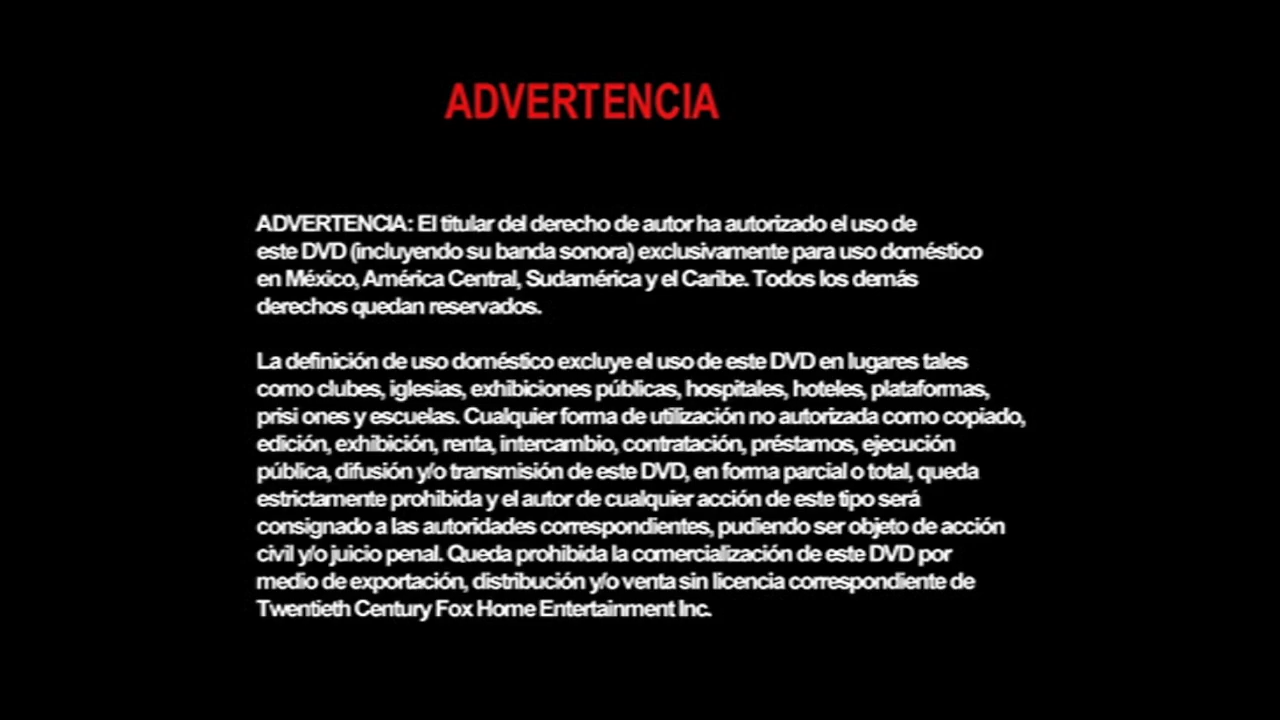 ADVERTENCIA
ADVERTENCIA: El titular del derecho de autor ha autorizado el uso de
este DVD (incluyendo su banda sonora) exclusivamente para uso doméstico
en México, América Central, Sudamérica y el Caribe. Todos los demás
derechos quedan reservados.
La definición de uso doméstico excluye el uso de este DVD en lugares tales
como clubes, iglesias, exhibiciones públicas, hospitales, hoteles, plataformas,
prisi ones y escuelas. Cualquier forma de utilización no autorizada como copiado,
edición, exhibición, renta, intercambio, contratación, préstamos, ejecución
pública, difusión y/o transmisión de este DVD, en forma parcial o total, queda
estrictamente prohibida y el autor de cualquier acción de este tipo será
consignado a las autoridades correspondientes, pudiendo ser objeto de acción
civil y/o juicio penal. Queda prohibida la comercialización de este DVD por
medio de exportación, distribución y/o venta sin licencia correspondiente de
Twentieth Century Fox Home Entertainment Inc.